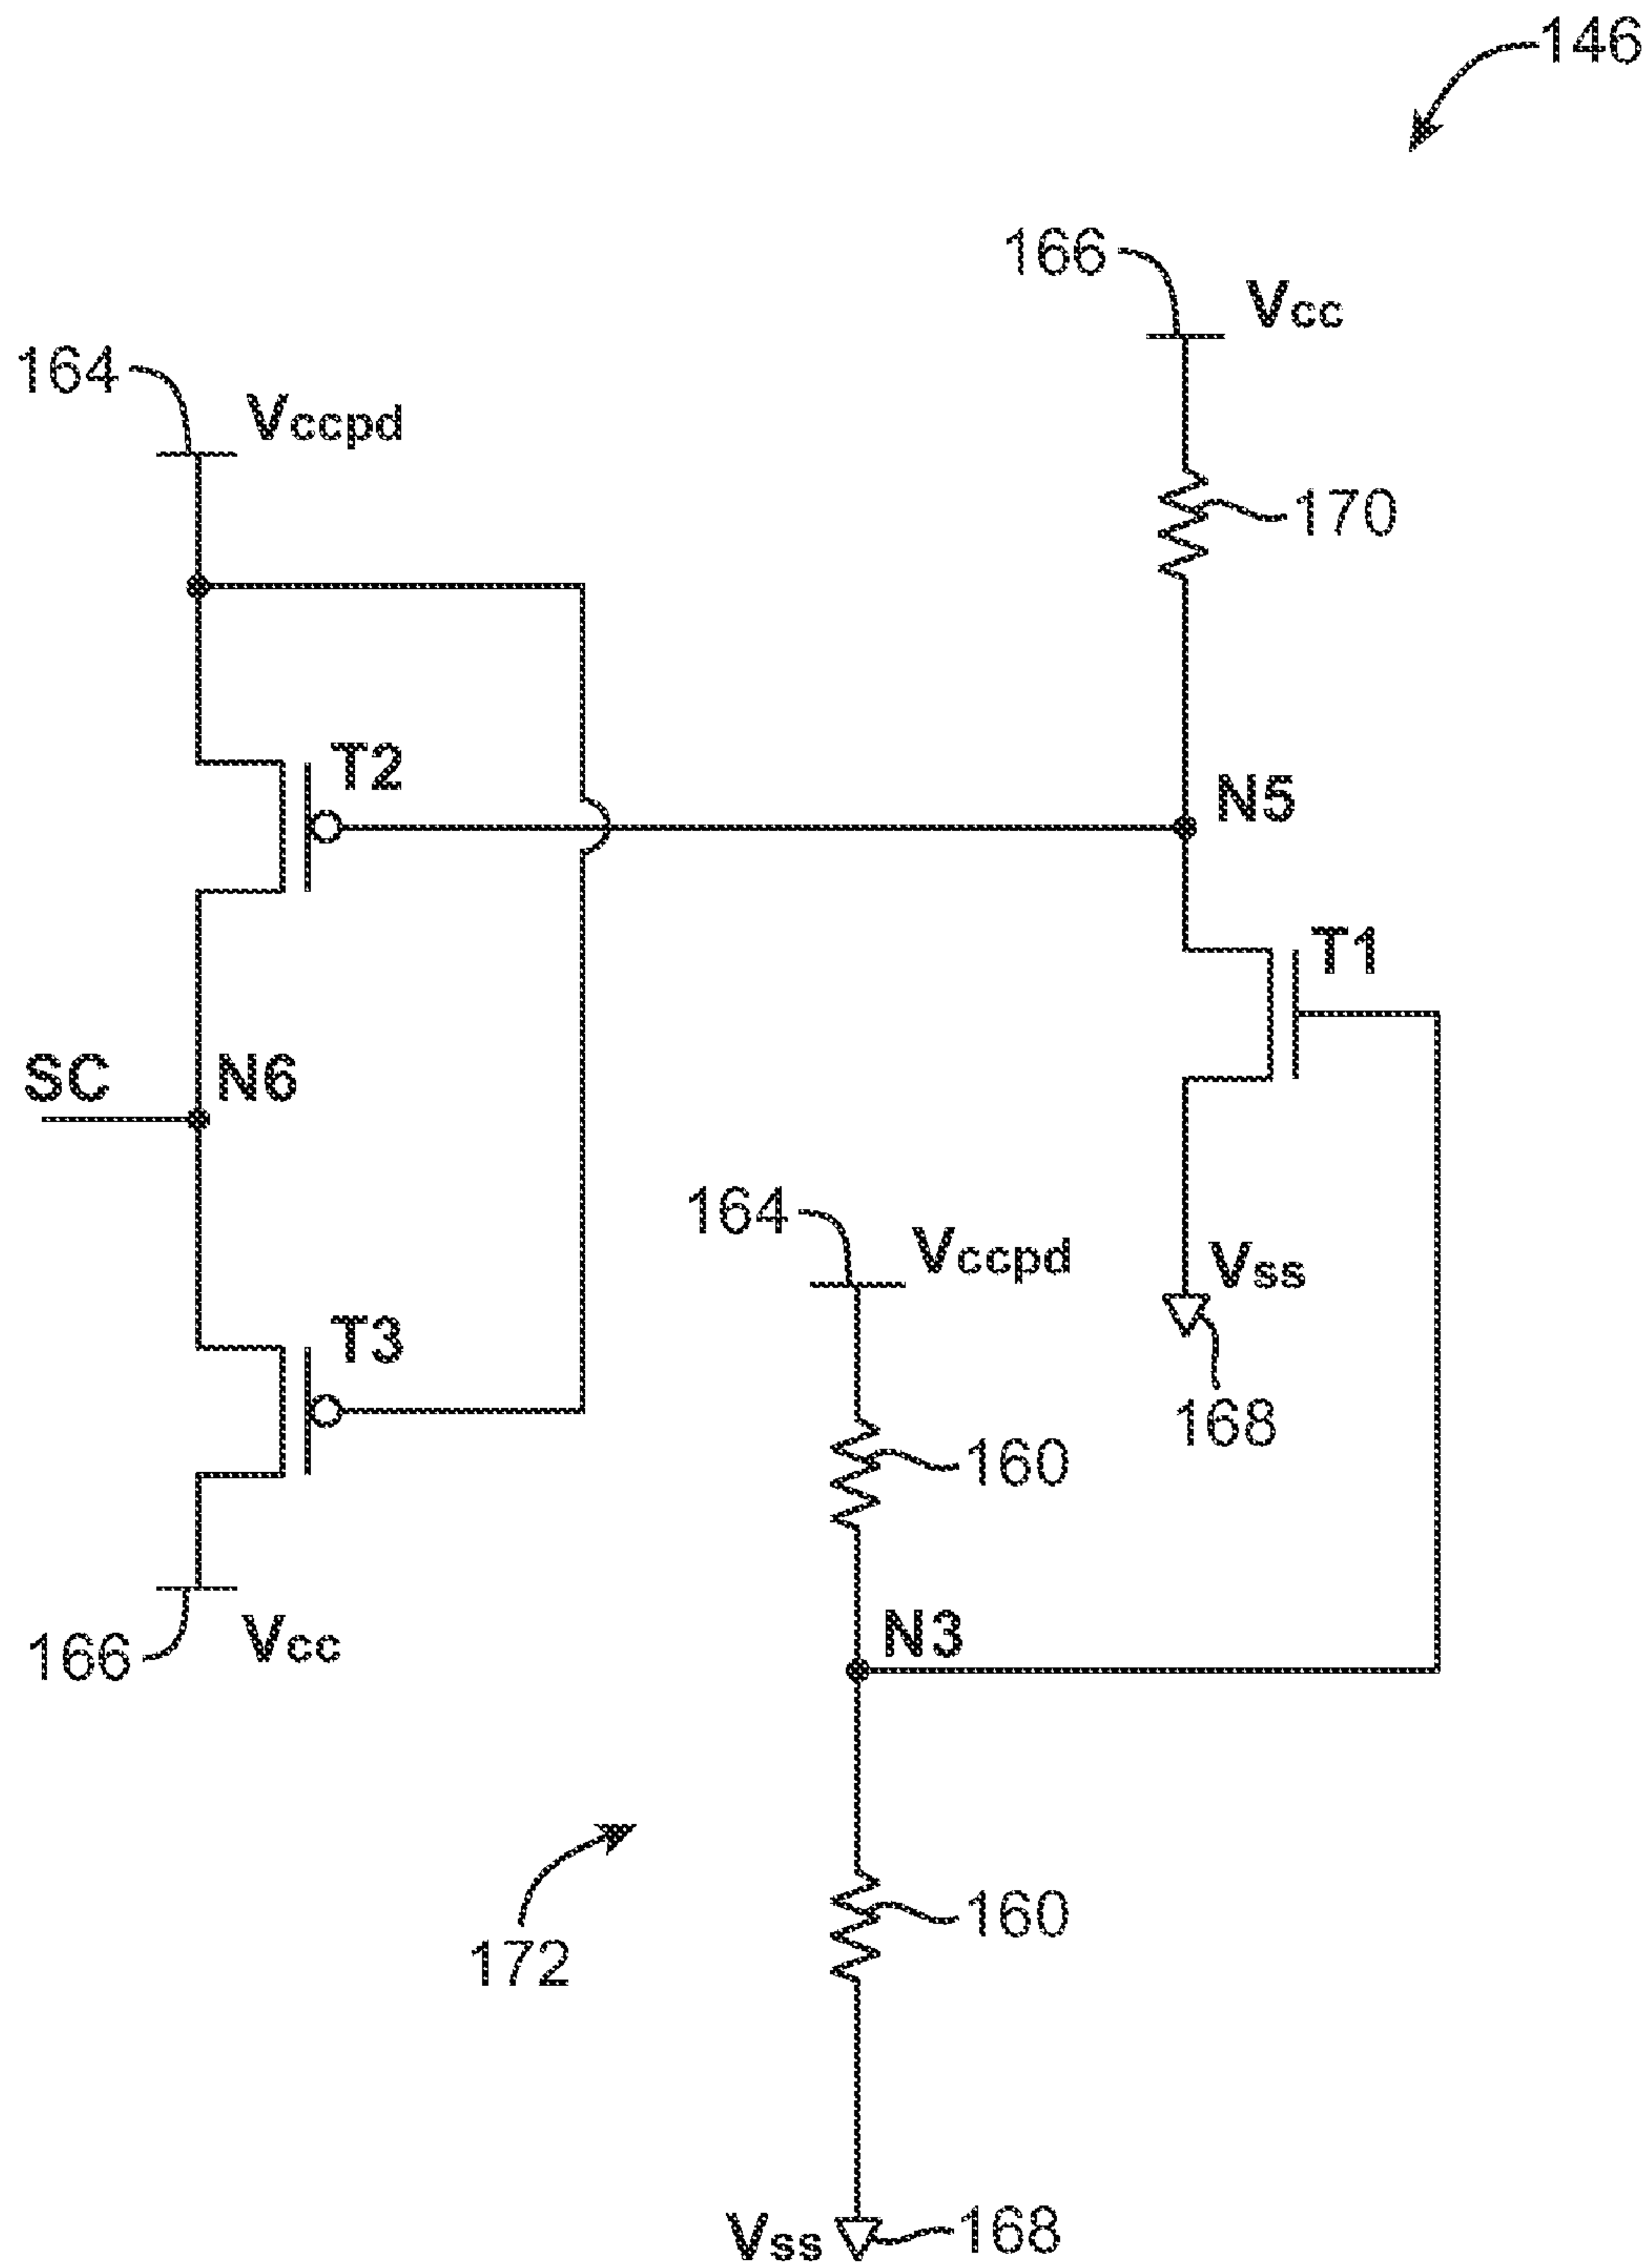 146
166
Vcc
164
Vccpd
170
T2
N5
T1
SC
N6
164
Vccpd
Vss
T3
168
160
N3
166
Vcc
160
172
Vss
168